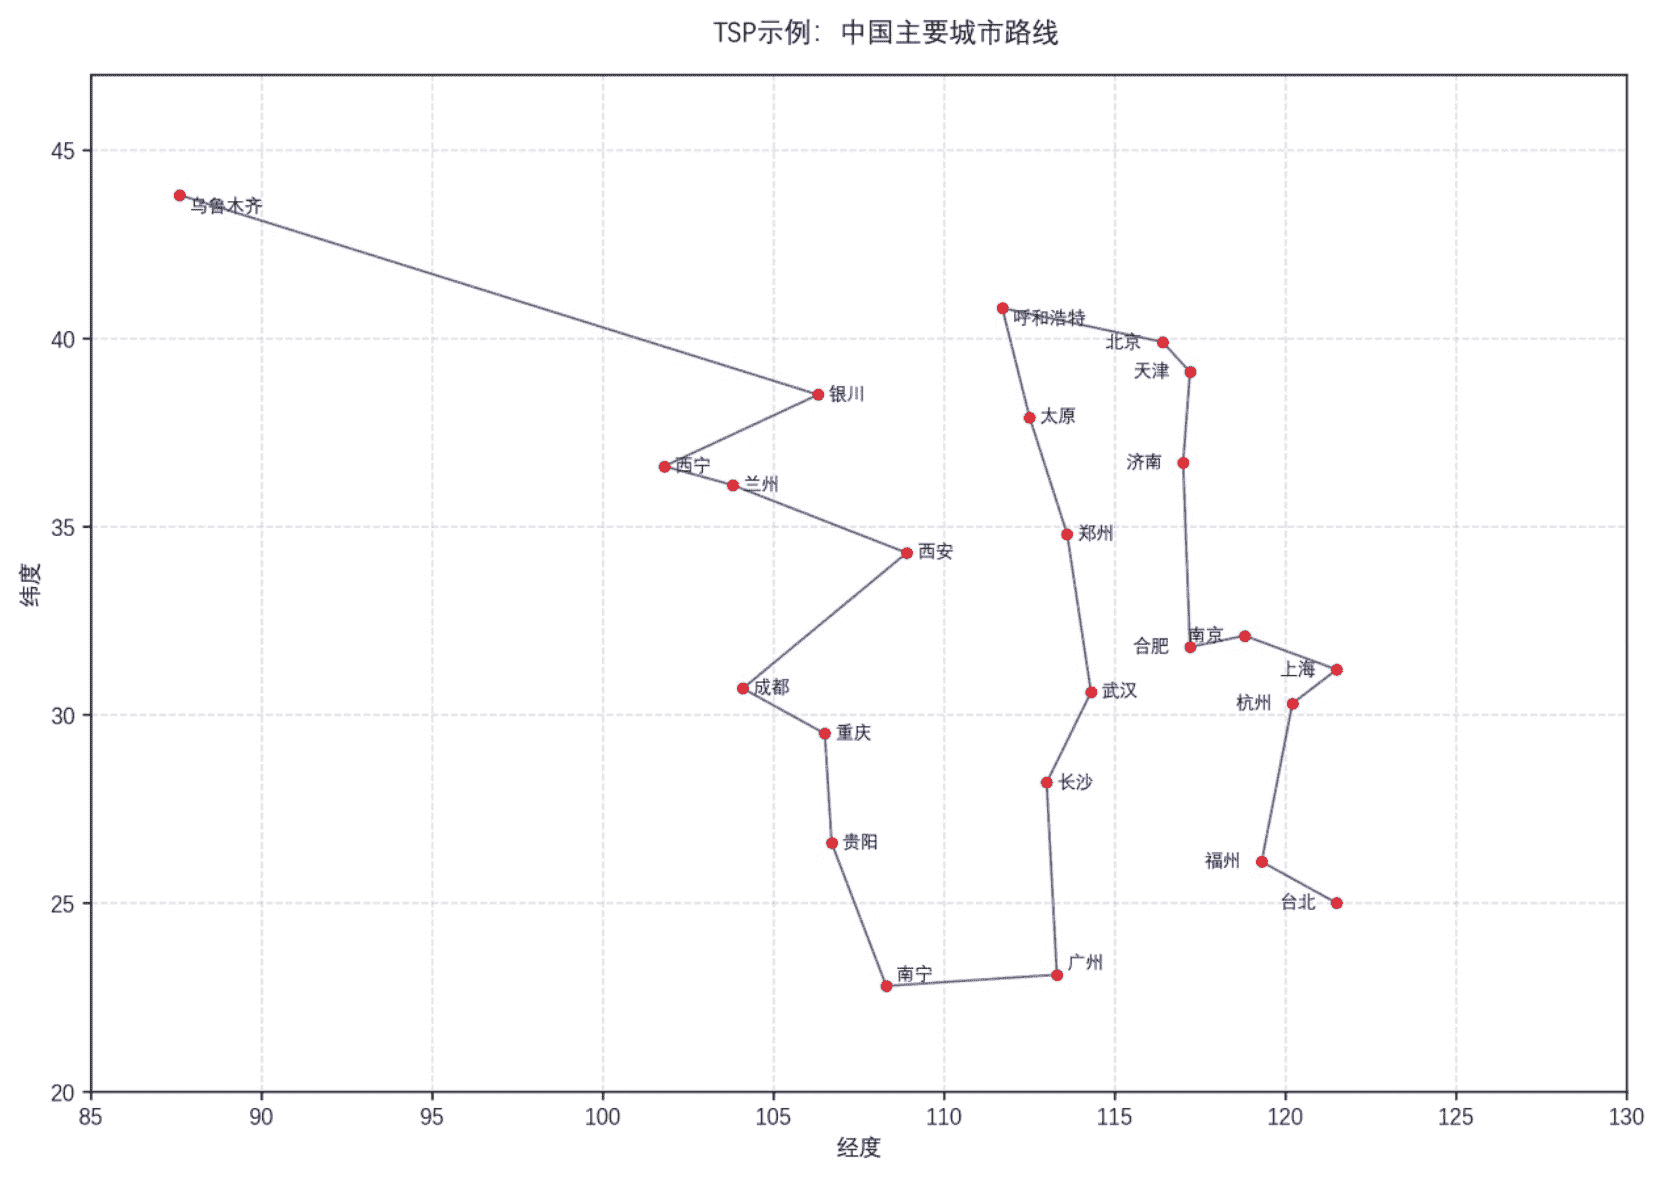 TSP示例：中国主要城市路线
45
乌鲁木齐
呼和浩特
40
北京
天津
银川
太原
西宁
济南
兰州
35
郑州
西安
纬度
南京
合肥
上海
成都
武汉
30
杭州
重庆
长沙
贵阳
福州
25
台北
广州
南宁
20
85 90 95 100 105 110 115 120 125 130
经度